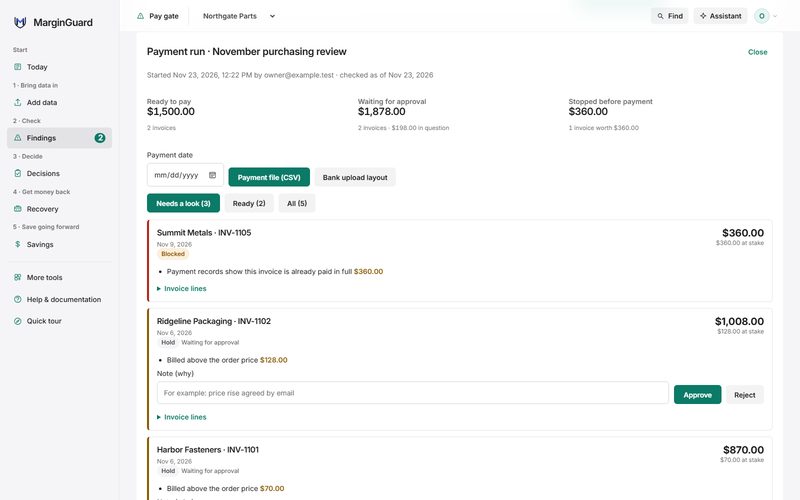 MarginGuard
Pay gate
Northgate Parts
Find
Assistant
O
Start
Today
1 · Bring data in
Add data
2 · Check
Findings
2
3 · Decide
Decisions
4 · Get money back
Recovery
5 · Save going forward
Savings
More tools
Help & documentation
Quick tour
Payment run · November purchasing review
Close
Started Nov 23, 2026, 12:22 PM by owner@example.test · checked as of Nov 23, 2026
Ready to pay
$1,500.00
2 invoices
Waiting for approval
$1,878.00
2 invoices · $198.00 in question
Stopped before payment
$360.00
1 invoice worth $360.00
Payment date
mm/dd/yyyy
Payment file (CSV)
Bank upload layout
Needs a look (3)
Ready (2)
All (5)
Summit Metals · INV-1105
$360.00
Nov 9, 2026
$360.00 at stake
Blocked
• Payment records show this invoice is already paid in full $360.00
Invoice lines
Ridgeline Packaging · INV-1102
$1,008.00
Nov 6, 2026
$128.00 at stake
Hold Waiting for approval
• Billed above the order price $128.00
Note (why)
For example: price rise agreed by email
Approve
Reject
Invoice lines
Harbor Fasteners · INV-1101
$870.00
Nov 6, 2026
$70.00 at stake
Hold Waiting for approval
• Billed above the order price $70.00